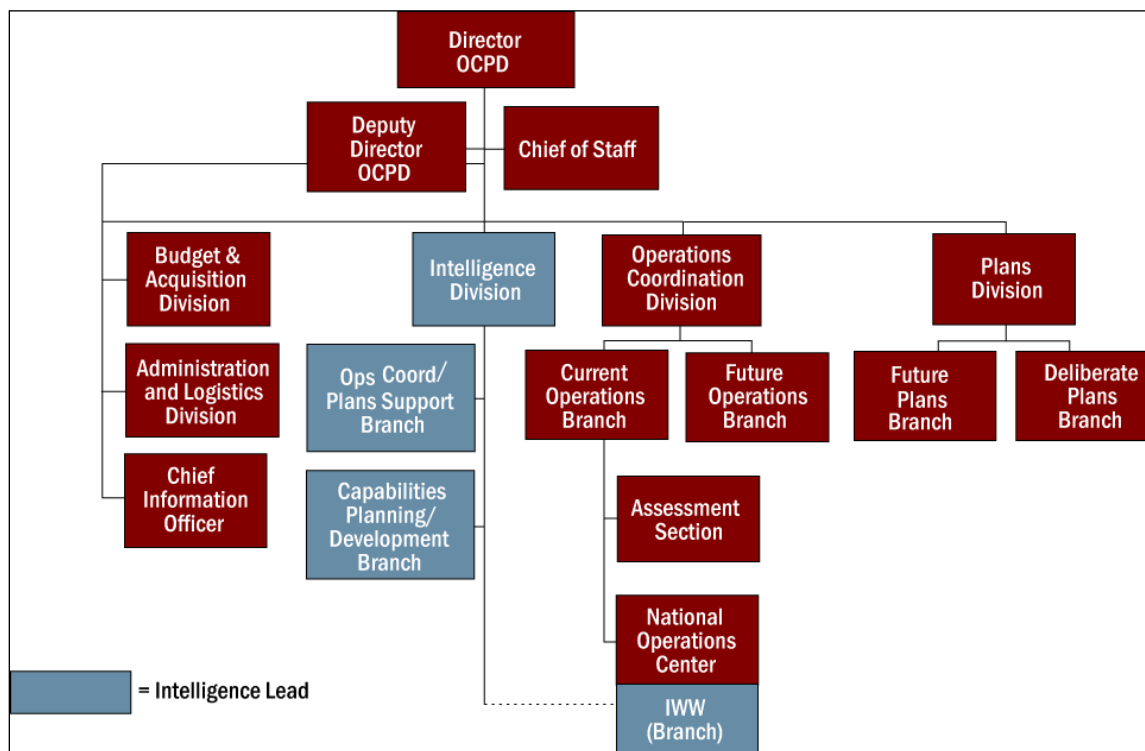 Director
OCPD
Deputy
Director
OCPD
Chief of Staff
Budget &
Acquisition
Division
Intelligence
Division
Operations
Coordination
Division
Plans
Division
Administration
and Logistics
Division
Ops Coord/
Plans Support
Branch
Current
Operations
Branch
Future
Operations
Branch
Future
Plans
Branch
Deliberate
Plans
Branch
Chief
Information
Officer
Capabilities
Planning/
Development
Branch
Assessment
Section
National
Operations
Center
IWW
(Branch)
= Intelligence Lead